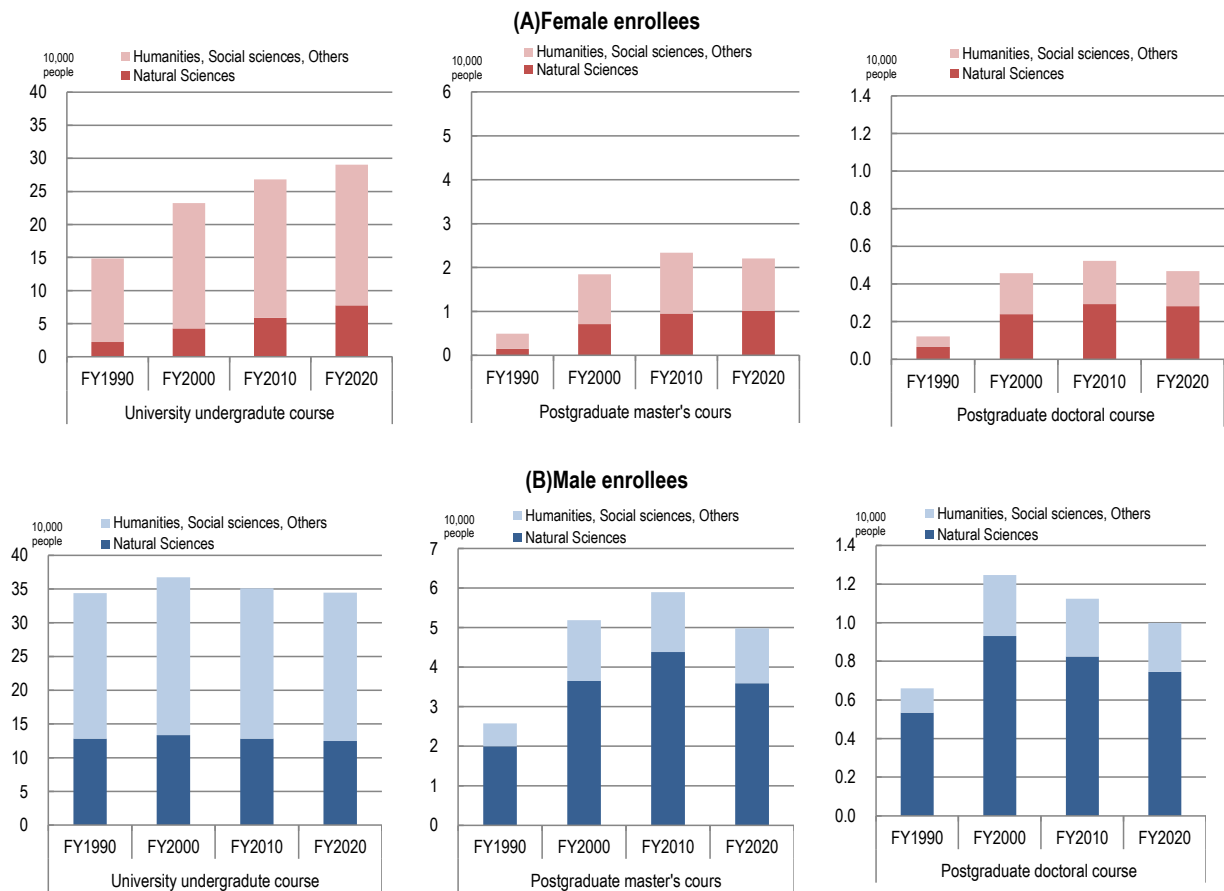 (A)Female enrollees
10,000
people
Humanities, Social sciences, Others
Natural Sciences
40
35
30
25
20
15
10
5
0
FY1990 FY2000 FY2010 FY2020
University undergradute course
10,000
people
Humanities, Social sciences, Others
Natural Sciences
6
5
4
3
2
1
0
FY1990 FY2000 FY2010 FY2020
Postgraduate master's cours
10,000
people
Humanities, Social sciences, Others
Natural Sciences
1.4
1.2
1.0
0.8
0.6
0.4
0.2
0.0
FY1990 FY2000 FY2010 FY2020
Postgraduate doctoral course
(B)Male enrollees
10,000
people
Humanities, Social sciences, Others
Natural Sciences
40
35
30
25
20
15
10
5
0
FY1990 FY2000 FY2010 FY2020
University undergradute course
10,000
people
Humanities, Social sciences, Others
Natural Sciences
7
6
5
4
3
2
1
0
FY1990 FY2000 FY2010 FY2020
Postgraduate master's cours
10,000
people
Humanities, Social sciences, Others
Natural Sciences
1.4
1.2
1.0
0.8
0.6
0.4
0.2
0.0
FY1990 FY2000 FY2010 FY2020
Postgraduate doctoral course